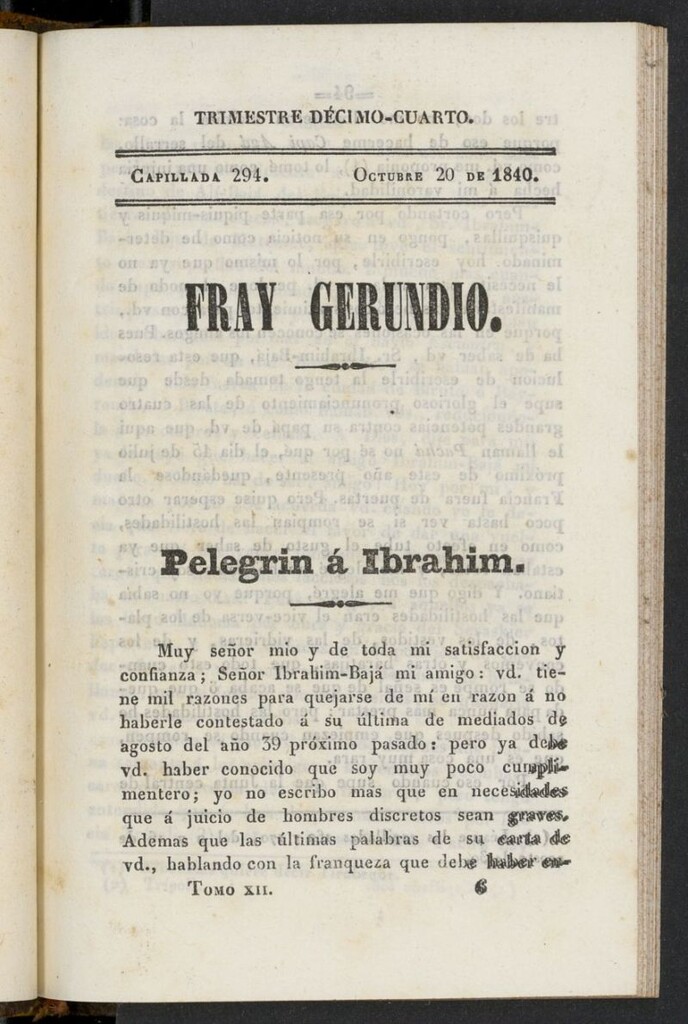 TRIMESTRE DÉCIMO-CUARTO.
CAPILLADA 294. OCTUBRE 20 DE 1840.
FRAY GERUNDIO.
Pelegrin á Ibrahim.
Muy señor mio y de toda mi satisfaccion y
confianza; Señor Ibrahim-Bajá mi amigo: vd. tie-
ne mil razones para quejarse de mí en razon á no
haberle contestado á su última de mediados de
agosto del año 39 próximo pasado: pero ya debe
vd. haber conocido que soy muy poco cumpli-
mentero; yo no escribo mas que en necesidades
que á juicio de hombres discretos sean graves.
Ademas que las últimas palabras de su carta de
vd., hablando con la franqueza que debe haber en-
TOMO XII. 6